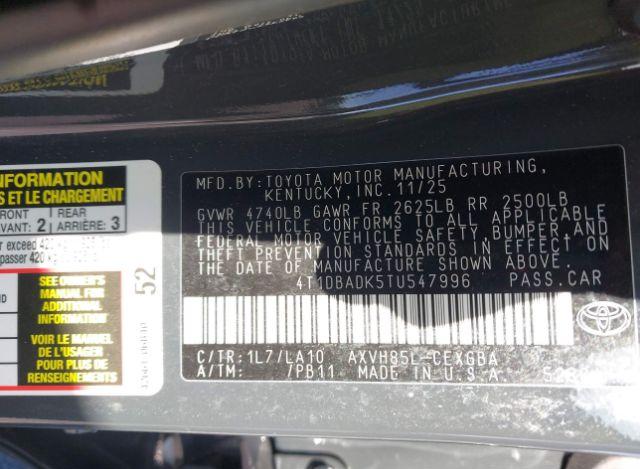 NFORMATION
S ET LE CHARGEMENT
FRONT
AVANT: 2
REAR
ARRIÈRE: 3
passer 420
SEE OWNER'S
MANUAL FOR
ADDITIONAL
INFORMATION
VOIR LE MANUEL
DE L'USAGER
POUR PLUS DE
RENSEIGNEMENTS
52
MFD.BY:TOYOTA MOTOR MANUFACTURING,
KENTUCKY,INC.11/25
GVWR 4740LB GAWR FR 2625LB RR 2500LB
THIS VEHICLE CONFORMS TO ALL APPLICABLE
FEDERAL MOTOR VEHICLE SAFETY, BUMPER, AND
THEFT PREVENTION STANDARDS IN EFFECT ON
THE DATE OF MANUFACTURE SHOWN ABOVE.
4T1DBADK5TU547996 PASS.CAR
C/TR:1L7/LA10 AXVH85L-CEXGBA
A/TM: 7PB11 MADE IN U.S.A